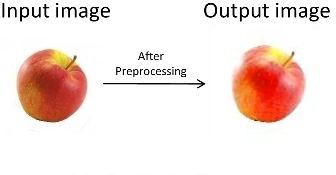 Input image
Output image
After
Preprocessing